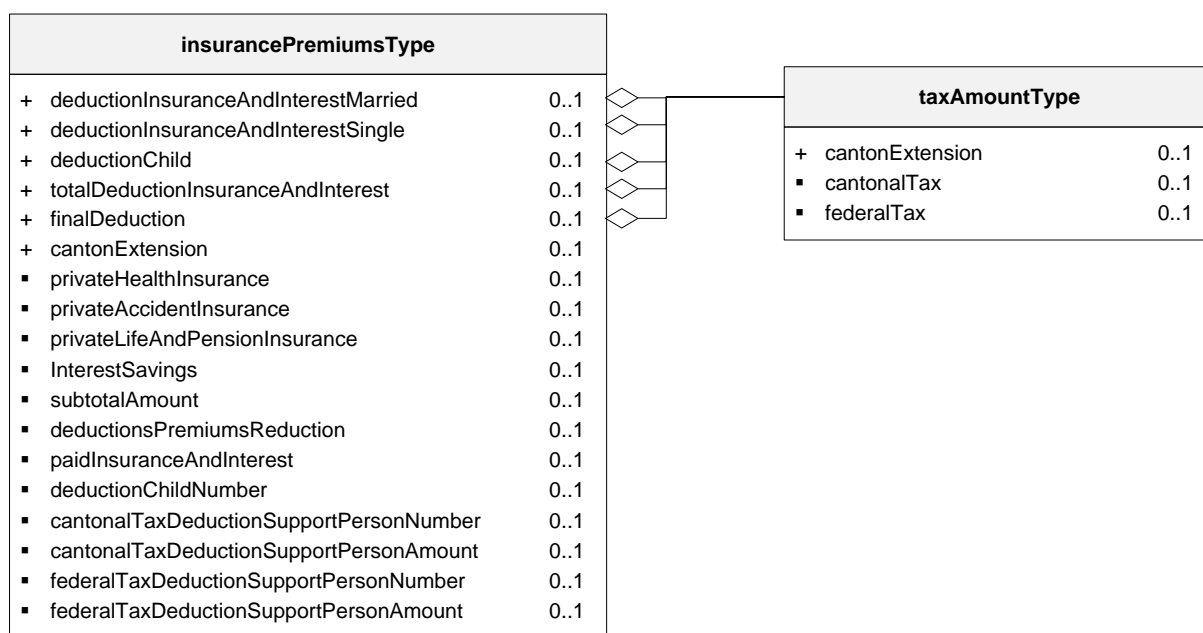 insurancePremiumsType
+ deductionInsuranceAndInterestMarried 0..1
+ deductionInsuranceAndInterestSingle 0..1
+ deductionChild 0..1
+ totalDeductionInsuranceAndInterest 0..1
+ finalDeduction 0..1
+ cantonExtension 0..1
▪ privateHealthInsurance 0..1
▪ privateAccidentInsurance 0..1
▪ privateLifeAndPensionInsurance 0..1
▪ InterestSavings 0..1
▪ subtotalAmount 0..1
▪ deductionsPremiumsReduction 0..1
▪ paidInsuranceAndInterest 0..1
▪ deductionChildNumber 0..1
▪ cantonalTaxDeductionSupportPersonNumber 0..1
▪ cantonalTaxDeductionSupportPersonAmount 0..1
▪ federalTaxDeductionSupportPersonNumber 0..1
▪ federalTaxDeductionSupportPersonAmount 0..1
taxAmountType
+ cantonExtension 0..1
▪ cantonalTax 0..1
▪ federalTax 0..1